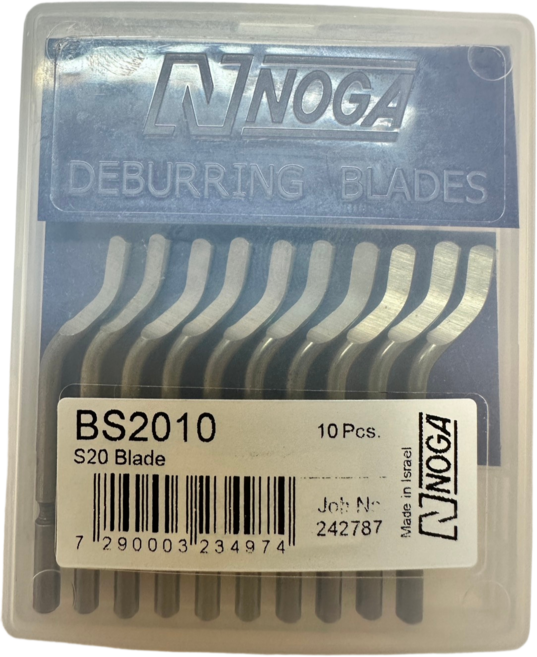 NOGA
DEBURRING BLADES
BS2010
10 Pcs.
S20 Blade
Job No
242787
7 290003 234974
Made in Israel
NOGA